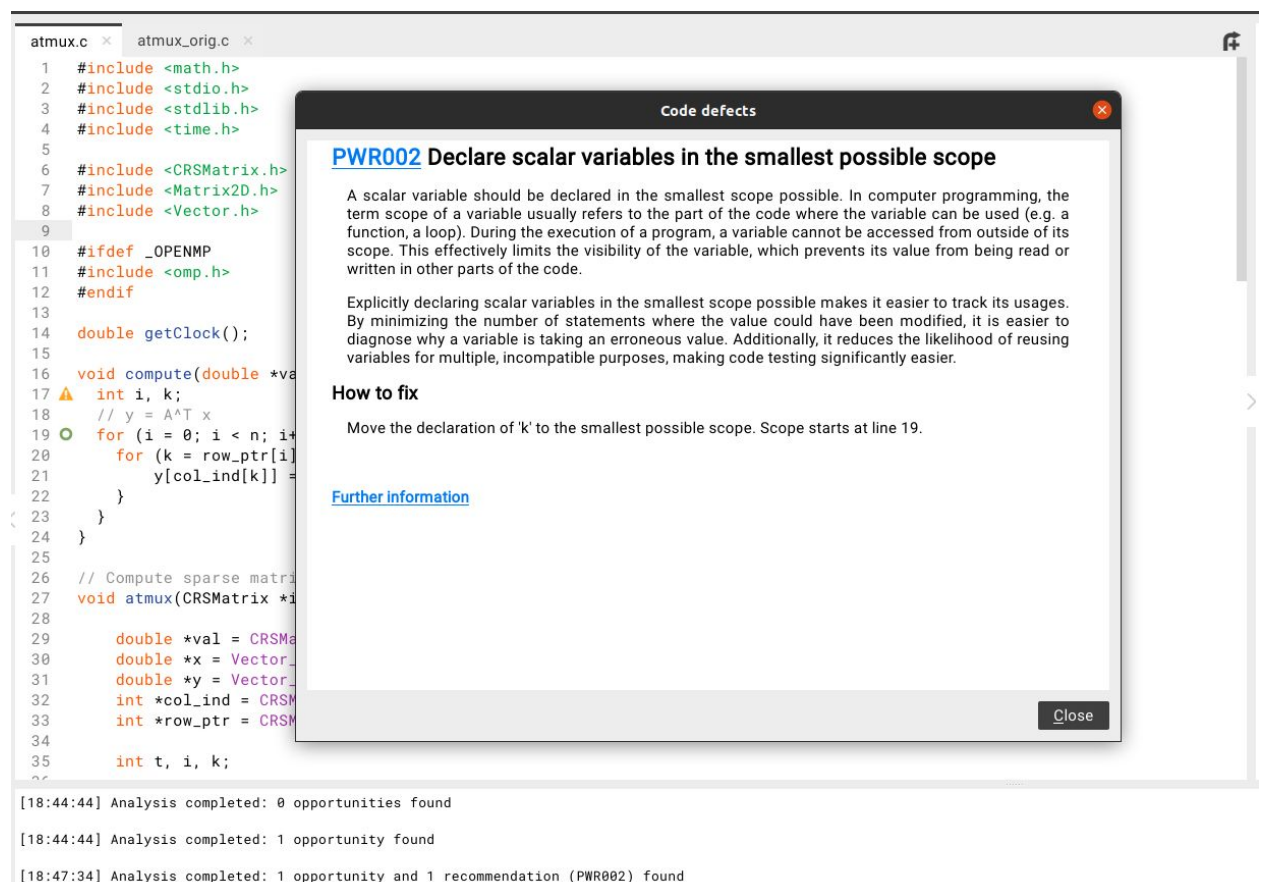 atmux.c × atmux_orig.c ×
1 #include <math.h>
2 #include <stdio.h>
3 #include <stdlib.h>
4 #include <time.h>
5
6 #include <CRSMatrix.h>
7 #include <Matrix2D.h>
8 #include <Vector.h>
9
10 #ifdef _OPENMP
11 #include <omp.h>
12 #endif
13
14 double getClock();
15
16 void compute(double *va
17 int i, k;
18 // y = A^T x
19 for (i = 0; i < n; i+
20 for (k = row_ptr[i]
21 y[col_ind[k]] =
22 }
23 }
24 }
25
26 // Compute sparse matri
27 void atmux(CRSMatrix *i
28
29 double *val = CRSMa
30 double *x = Vector_
31 double *y = Vector_
32 int *col_ind = CRSM
33 int *row_ptr = CRSM
34
35 int t, i, k;
Code defects
PWR002 Declare scalar variables in the smallest possible scope
A scalar variable should be declared in the smallest scope possible. In computer programming, the
term scope of a variable usually refers to the part of the code where the variable can be used (e.g. a
function, a loop). During the execution of a program, a variable cannot be accessed from outside of its
scope. This effectively limits the visibility of the variable, which prevents its value from being read or
written in other parts of the code.
Explicitly declaring scalar variables in the smallest scope possible makes it easier to track its usages.
By minimizing the number of statements where the value could have been modified, it is easier to
diagnose why a variable is taking an erroneous value. Additionally, it reduces the likelihood of reusing
variables for multiple, incompatible purposes, making code testing significantly easier.
How to fix
Move the declaration of 'k' to the smallest possible scope. Scope starts at line 19.
Further information
Close
[18:44:44] Analysis completed: 0 opportunities found
[18:44:44] Analysis completed: 1 opportunity found
[18:47:34] Analysis completed: 1 opportunity and 1 recommendation (PWR002) found